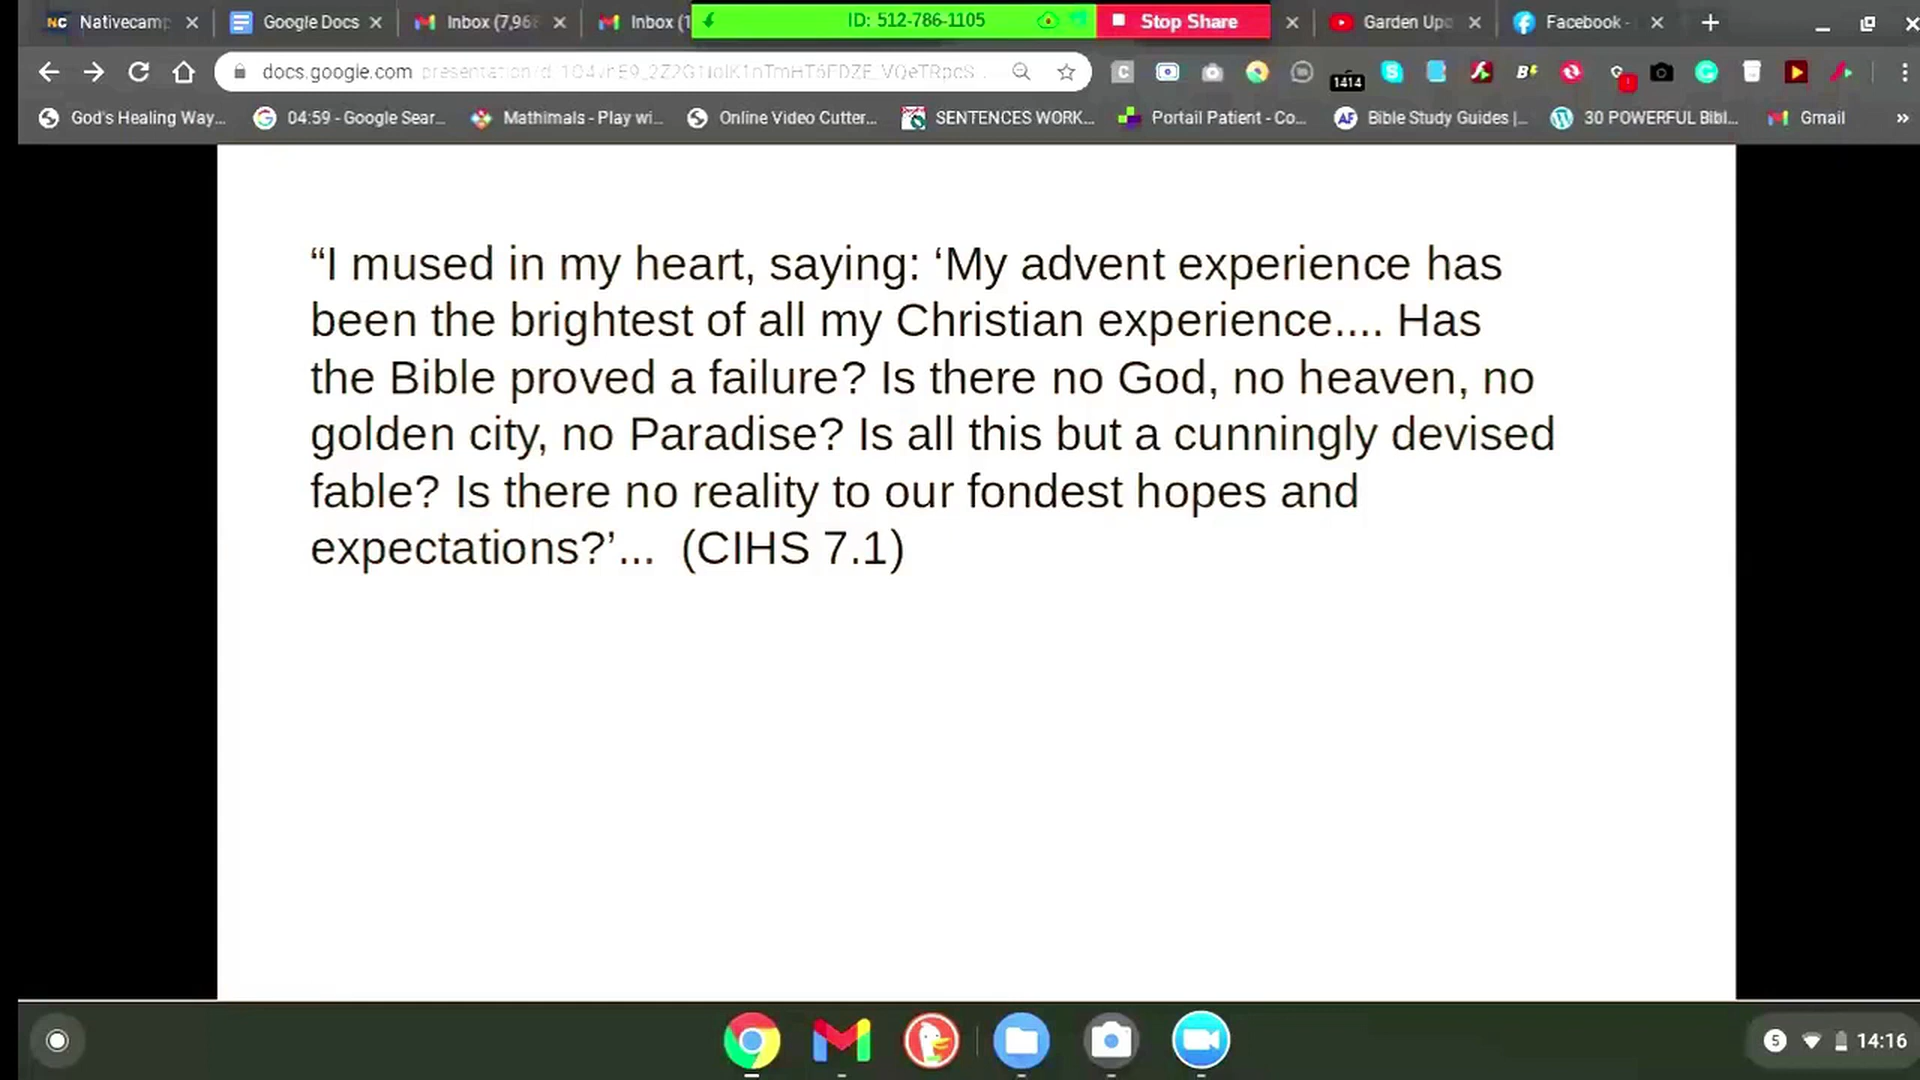 NC Nativecam
Google Docs
Inbox (7,96
Inbox (1
ID: 512-786-1105
Stop Share
Garden Up
Facebook -
docs.google.com
1414
God's Healing Way...
04:59 - Google Sear...
Mathimals - Play wi...
Online Video Cutter...
SENTENCES WORK...
Portail Patient - Co...
AF Bible Study Guides |...
30 POWERFUL Bibl...
Gmail
“I mused in my heart, saying: ‘My advent experience has
been the brightest of all my Christian experience.... Has
the Bible proved a failure? Is there no God, no heaven, no
golden city, no Paradise? Is all this but a cunningly devised
fable? Is there no reality to our fondest hopes and
expectations?’... (CIHS 7.1)
5
14:16